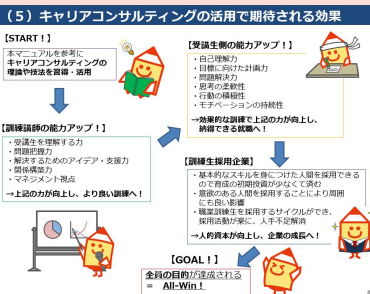 （５）キャリアコンサルティングの活用で期待される効果
【START！】
本マニュアルを参考に
キャリアコンサルティングの
理論や技法を習得・活用
【訓練講師の能力アップ！】
・受講生を理解する力
・問題把握力
・解決するためのアイデア・支援力
・関係構築力
・マネジメント視点
→上記の力が向上し、より良い訓練へ！
【受講生側の能力アップ！】
・自己理解力
・目標に向けた計画力
・問題解決力
・思考の柔軟性
・行動の積極性
・モチベーションの持続性
→効果的な訓練で上記の力が向上し、
納得できる就職へ！
【訓練生採用企業】
・基本的なスキルを身につけた人間を採用できる
ので育成の初期投資が少なくて済む
・意欲のある人間を採用することにより周囲
にも良い影響
・職業訓練生を採用するサイクルができ、
採用活動が楽に、人手不足解消
→人的資本が向上し、企業の成長へ！
【GOAL！】
全員の目的が達成される
＝ All-Win！